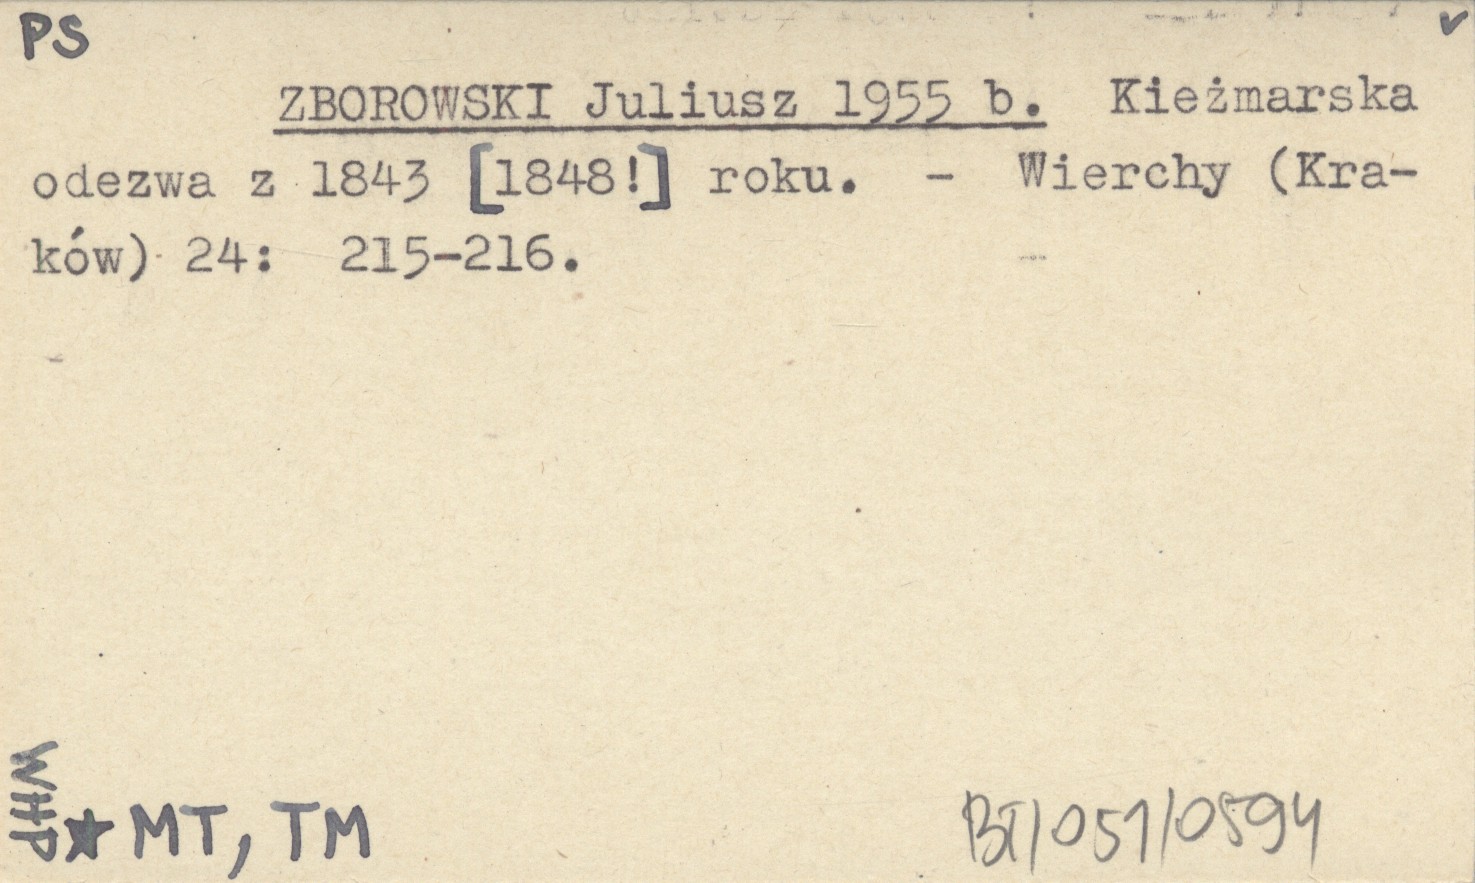 PS ✓
ZBOROWSKI Juliusz 1955 b. Kieżmarska
odezwa z 1843 [1848!] roku. - Wierchy (Kra-
ków) 24: 215-216.
WHP
★ MT, TM
BT/051/0594